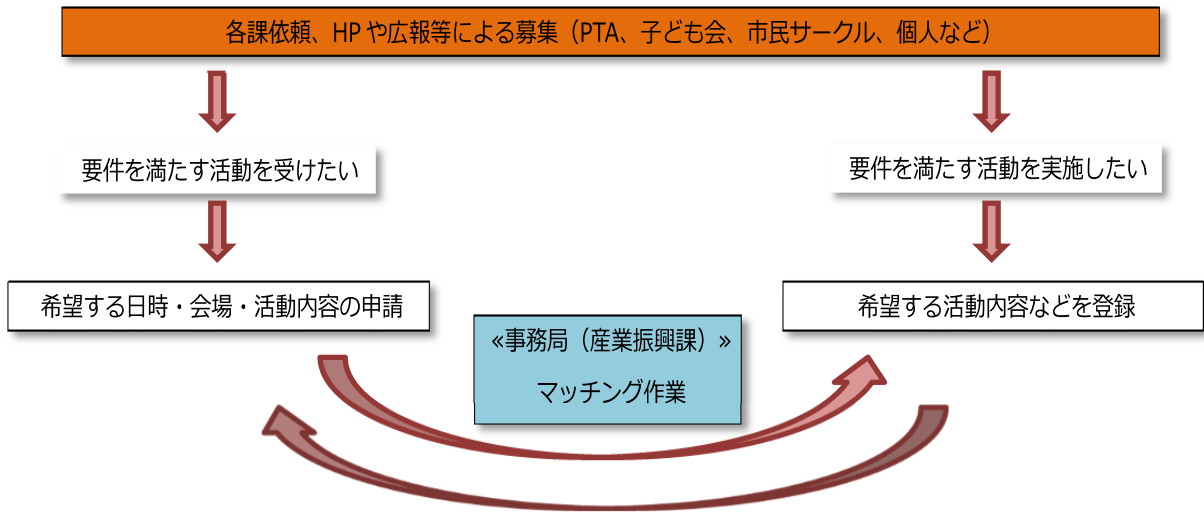 各課依頼、HPや広報等による募集（PTA、子ども会、市民サークル、個人など）
要件を満たす活動を受けたい
要件を満たす活動を実施したい
希望する日時・会場・活動内容の申請
希望する活動内容などを登録
«事務局（産業振興課）»
マッチング作業